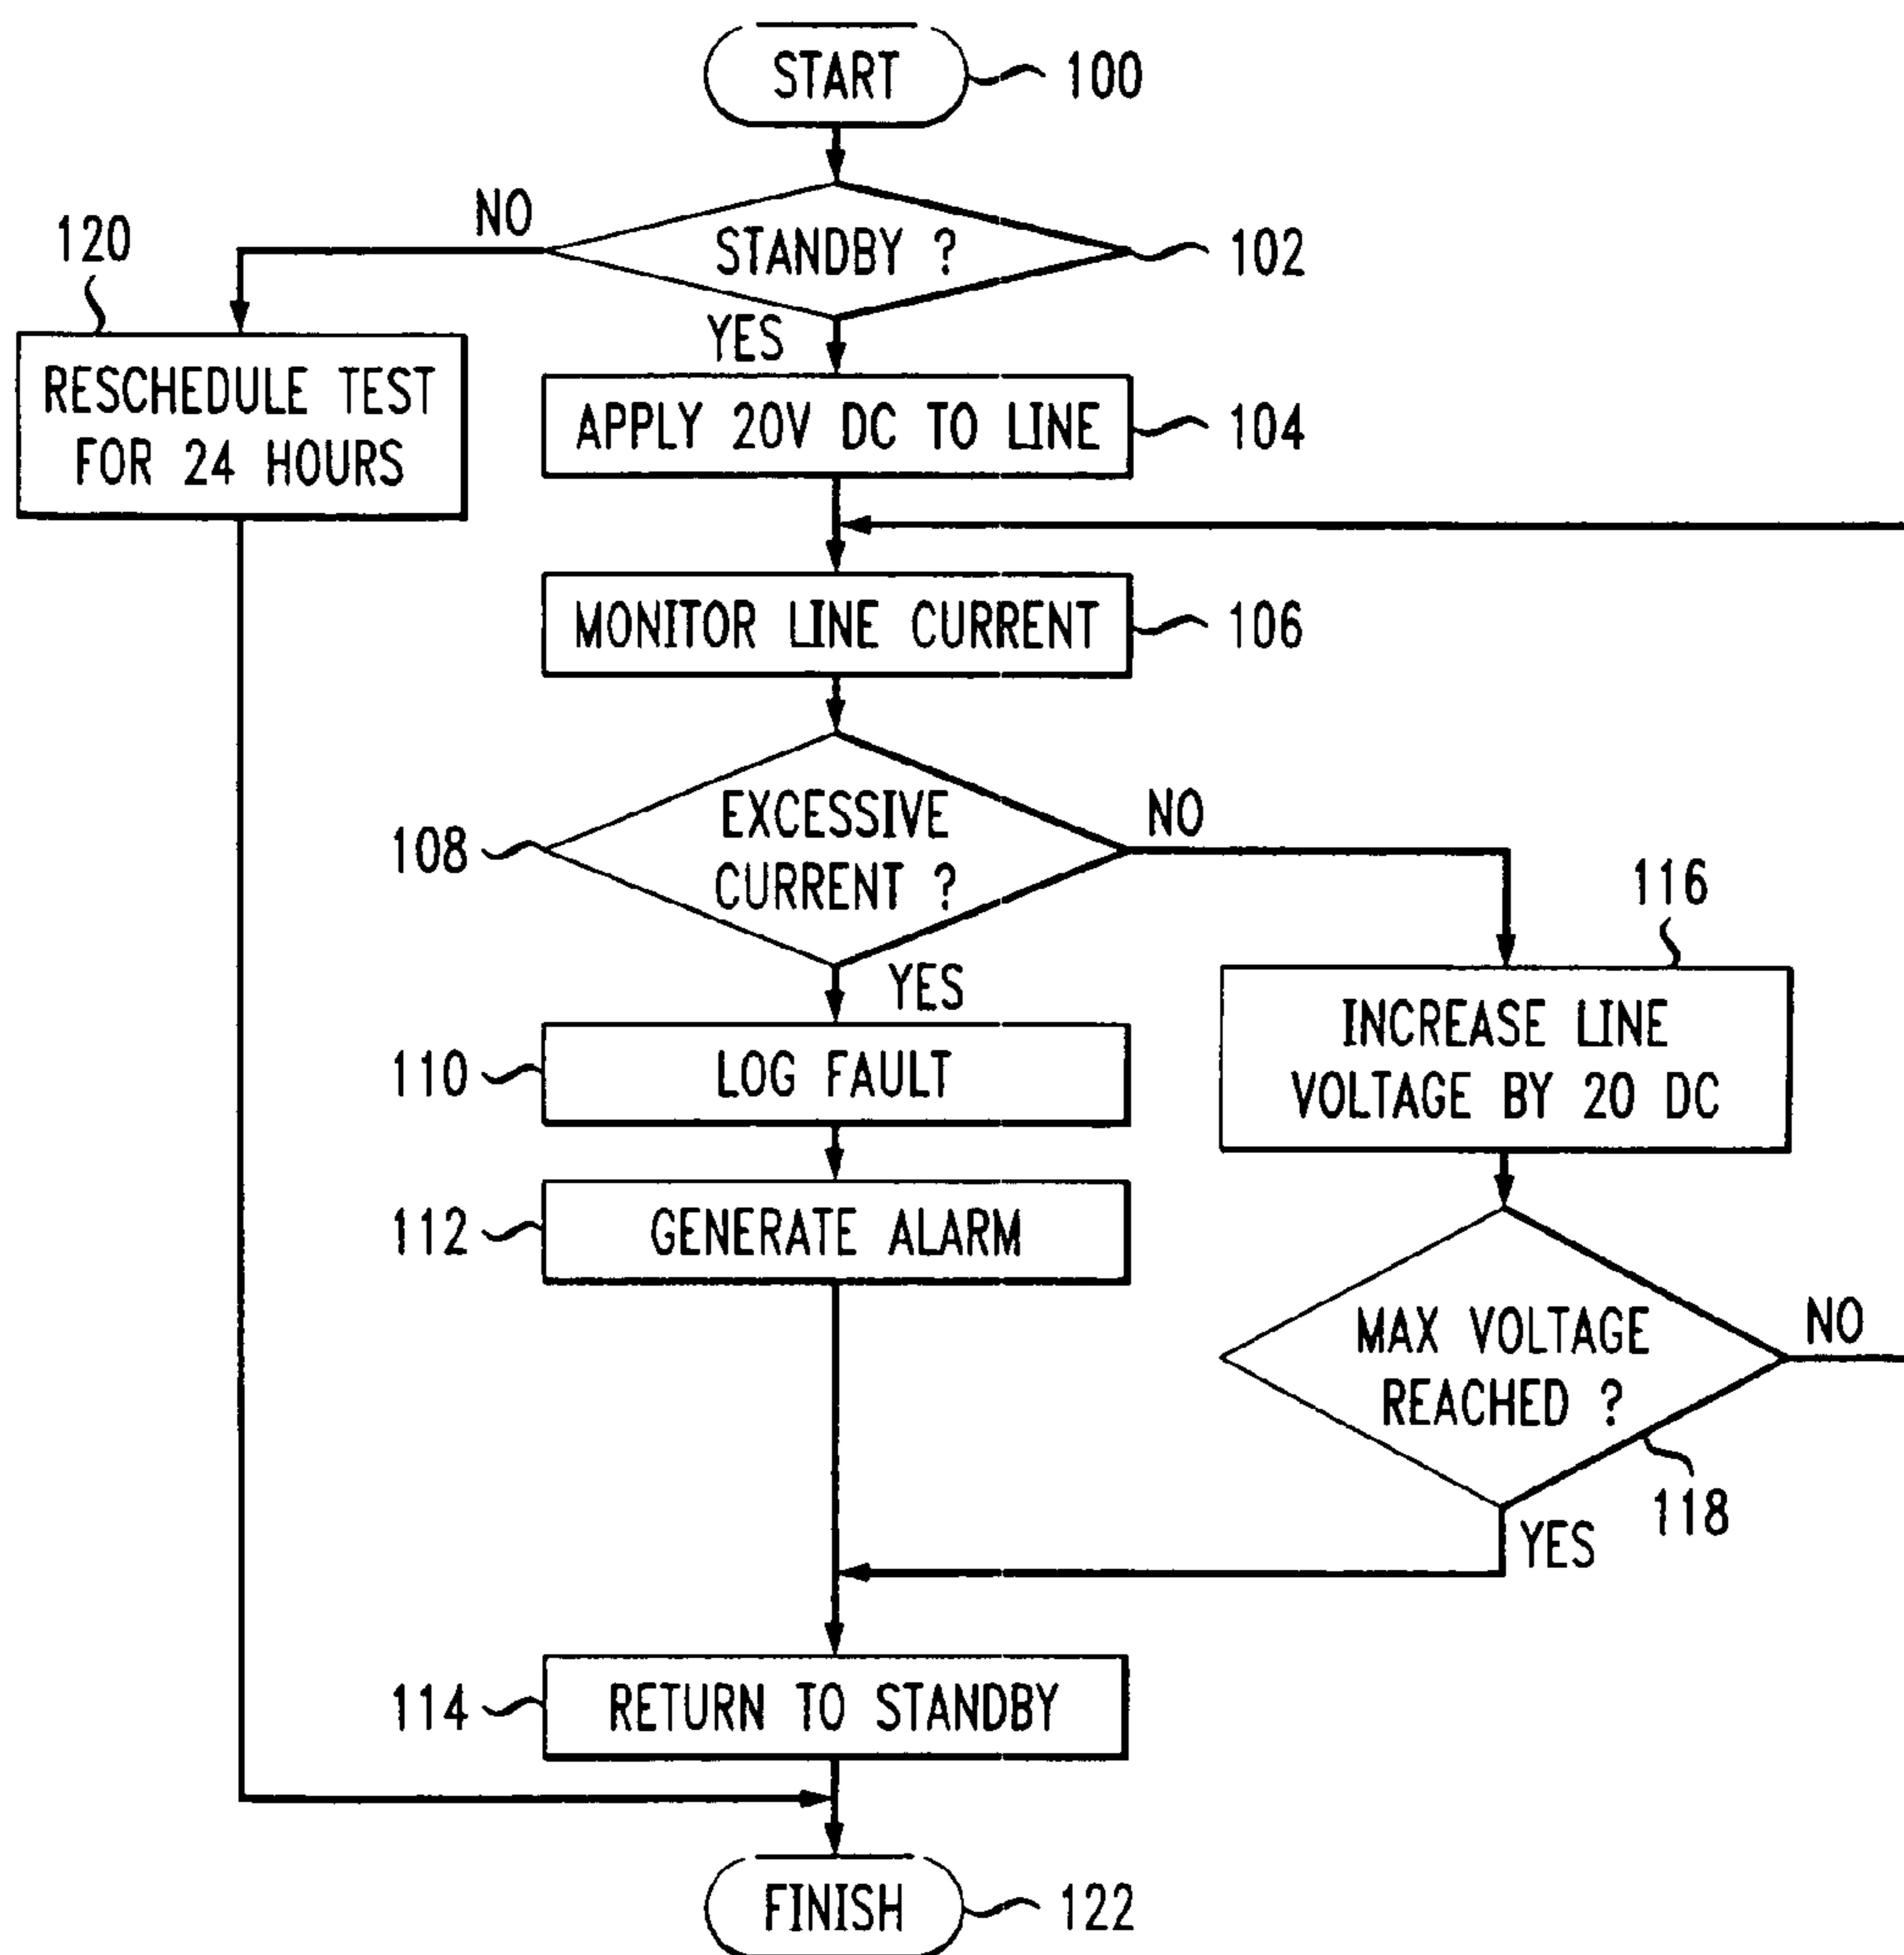 START
100
NO
STANDBY ?
102
120
YES
RESCHEDULE TEST
FOR 24 HOURS
APPLY 20V DC TO LINE
104
MONITOR LINE CURRENT
106
EXCESSIVE
CURRENT ?
NO
108
116
YES
INCREASE LINE
VOLTAGE BY 20 DC
LOG FAULT
110
GENERATE ALARM
112
MAX VOLTAGE
REACHED ?
NO
118
YES
RETURN TO STANDBY
114
FINISH
122